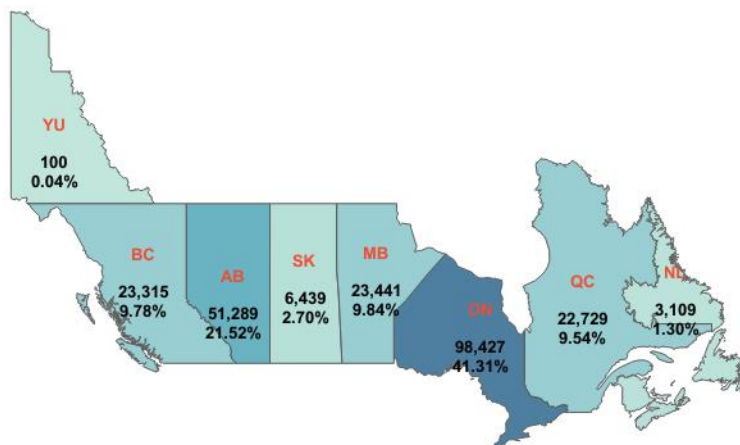 YU
100
0.04%
BC
23,315
9.78%
AB
51,289
21.52%
SK
6,439
2.70%
MB
23,441
9.84%
ON
98,427
41.31%
QC
22,729
9.54%
NL
3,109
1.30%